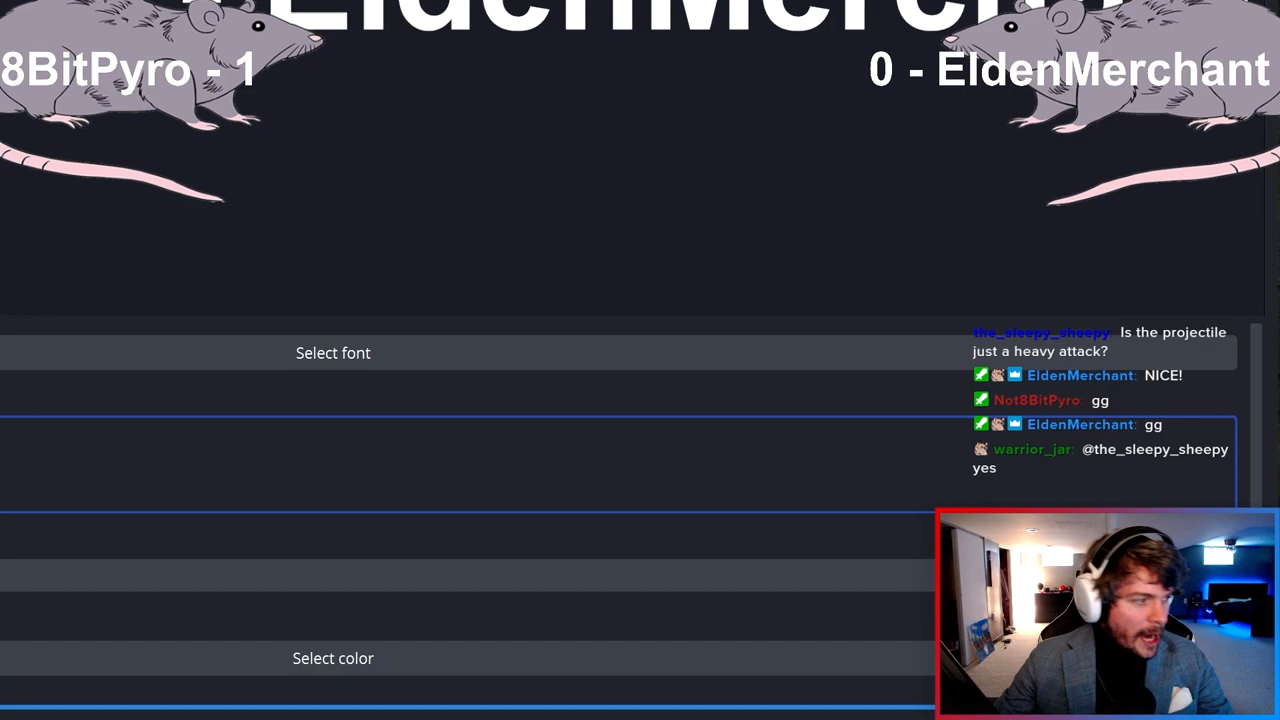 EldenMerchant
8BitPyro - 1
0 - EldenMerchant
the_sleepy_sheepy: Is the projectile
just a heavy attack?
Select font
EldenMerchant: NICE!
Not8BitPyro: gg
EldenMerchant: gg
warrior_jar: @the_sleepy_sheepy
yes
Select color